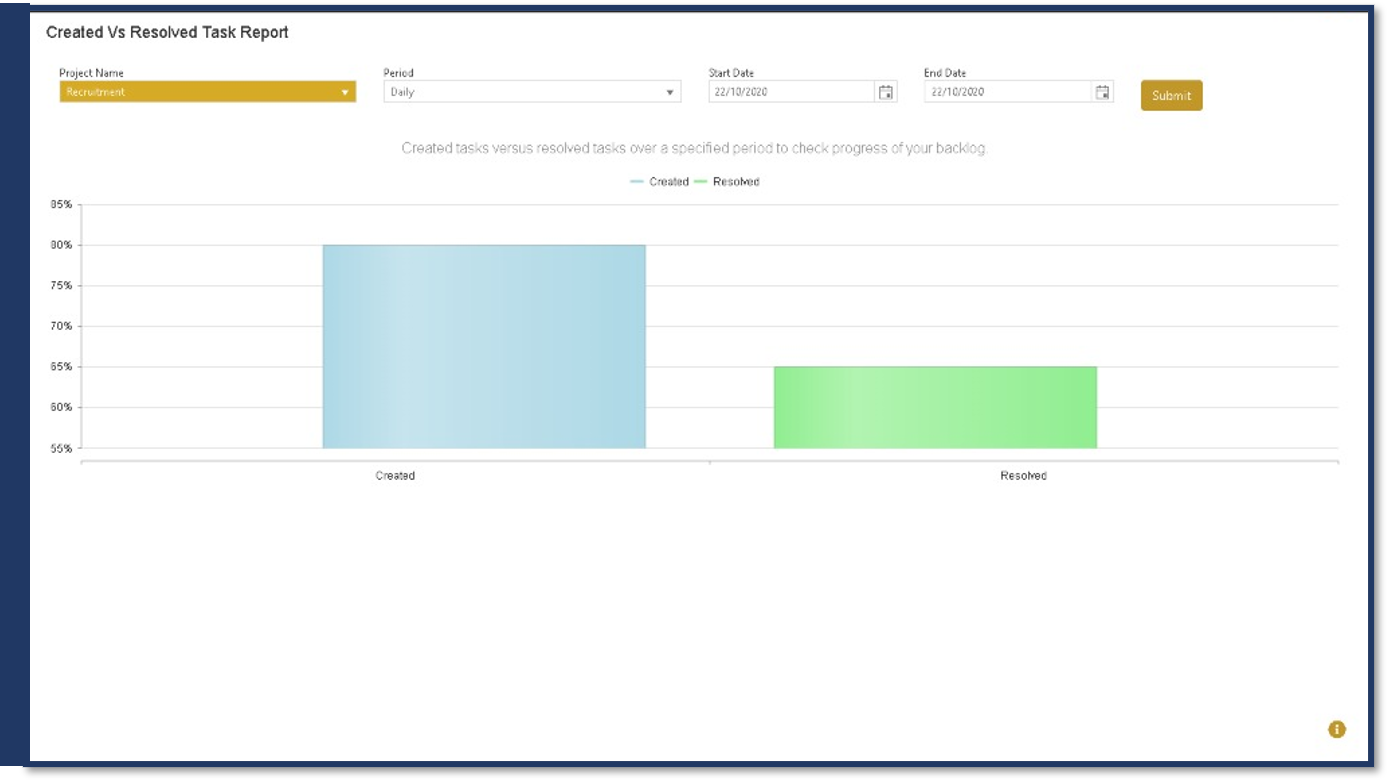 Created Vs Resolved Task Report
Project Name Period Start Date End Date
Recruitment Daily 22/10/2020 22/10/2020 Submit
Created tasks versus resolved tasks over a specified period to check progress of your backlog.
Created Resolved
85%
80%
75%
70%
65%
60%
55%
Created Resolved
i